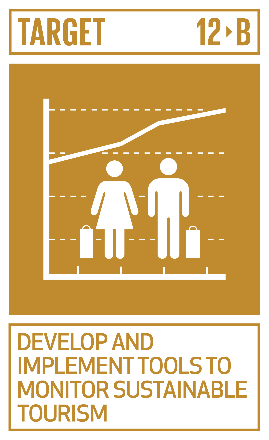 TARGET 12▸B
DEVELOP AND
IMPLEMENT TOOLS TO
MONITOR SUSTAINABLE
TOURISM